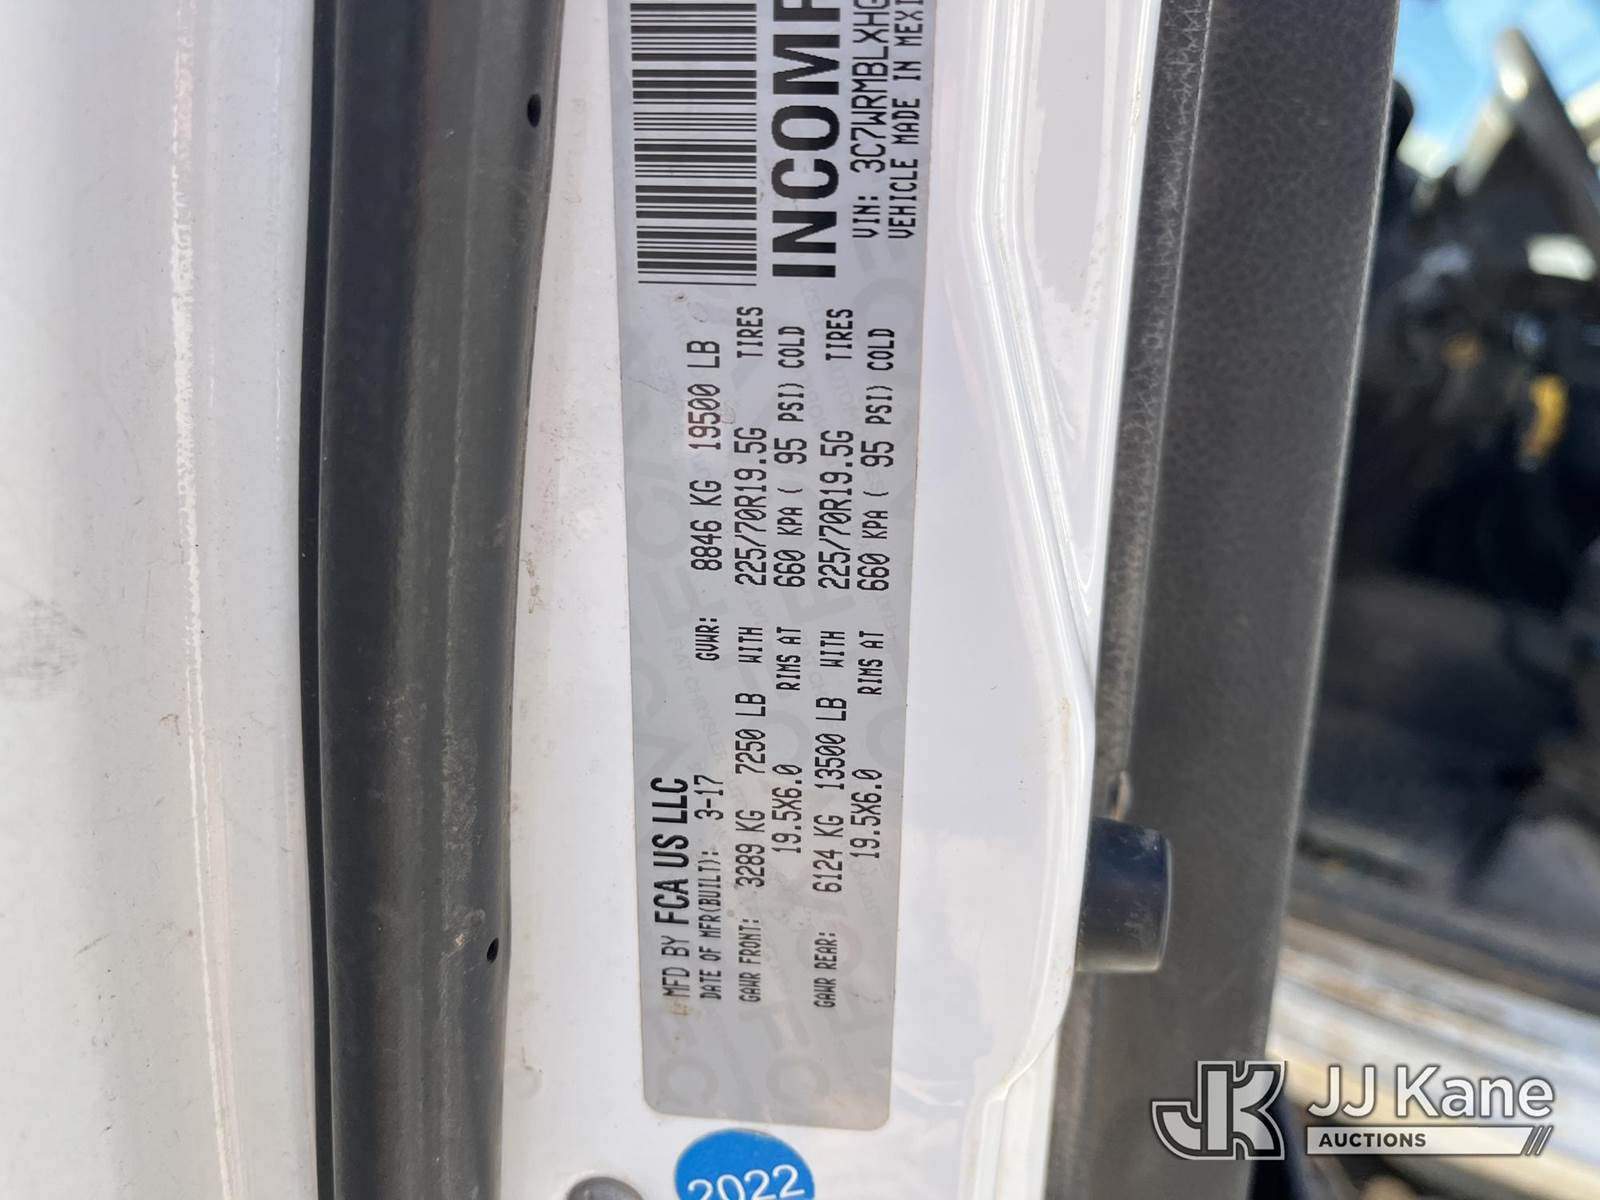 MFD BY FCA US LLC
DATE OF MFR(BUILT): 3-17 GVWR: 8846 KG 19500 LB
GAWR FRONT: 3289 KG 7250 LB WITH 225/70R19.5G TIRES
19.5X6.0 RIMS AT 660 KPA ( 95 PSI) COLD
GAWR REAR: 6124 KG 13500 LB WITH 225/70R19.5G TIRES
19.5X6.0 RIMS AT 660 KPA ( 95 PSI) COLD
INCOMP
VIN: 3C7WRMBLXHG
VEHICLE MADE IN MEXI
2022
JK JJ Kane
AUCTIONS